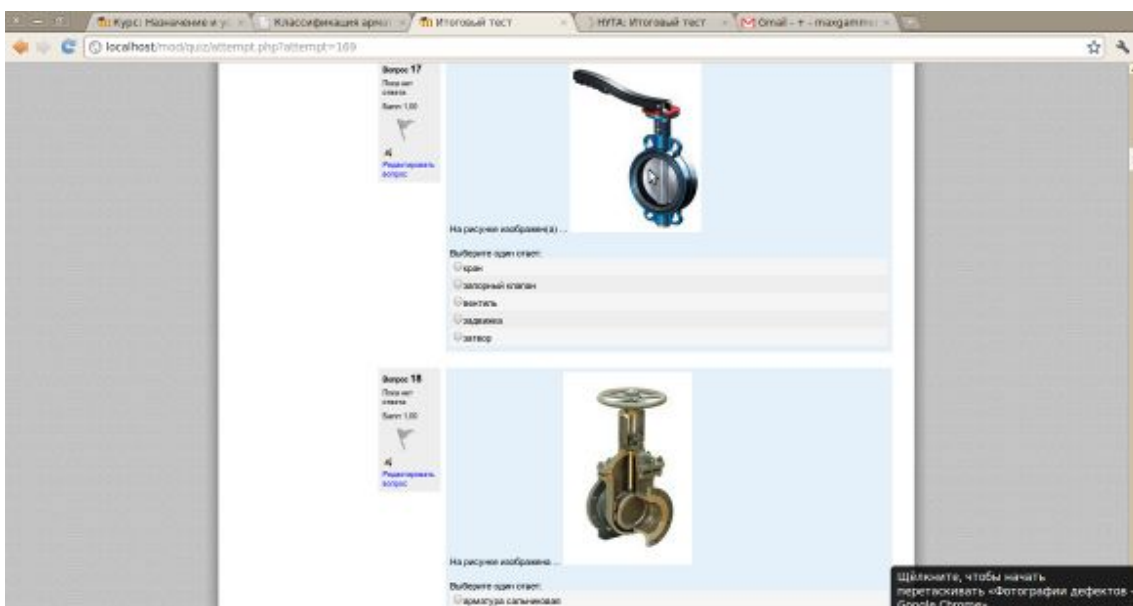 Курс: Назначение и у
Классификация армат
Итоговый тест
НУТА: Итоговый тест
Gmail - + - maxgamm
localhost/mod/quiz/attempt.php?attempt=169
Вопрос 17
Пока нет
ответа
Балл: 1,00
Редактировать
вопрос
На рисунке изображен(а) ...
Выберите один ответ:
кран
запорный клапан
вентиль
задвижка
затвор
Вопрос 18
Пока нет
ответа
Балл: 1,00
Редактировать
вопрос
На рисунке изображена ...
Выберите один ответ:
арматура сальниковая
Щёлкните, чтобы начать
перетаскивать «Фотографии дефектов -
Google Chrome»